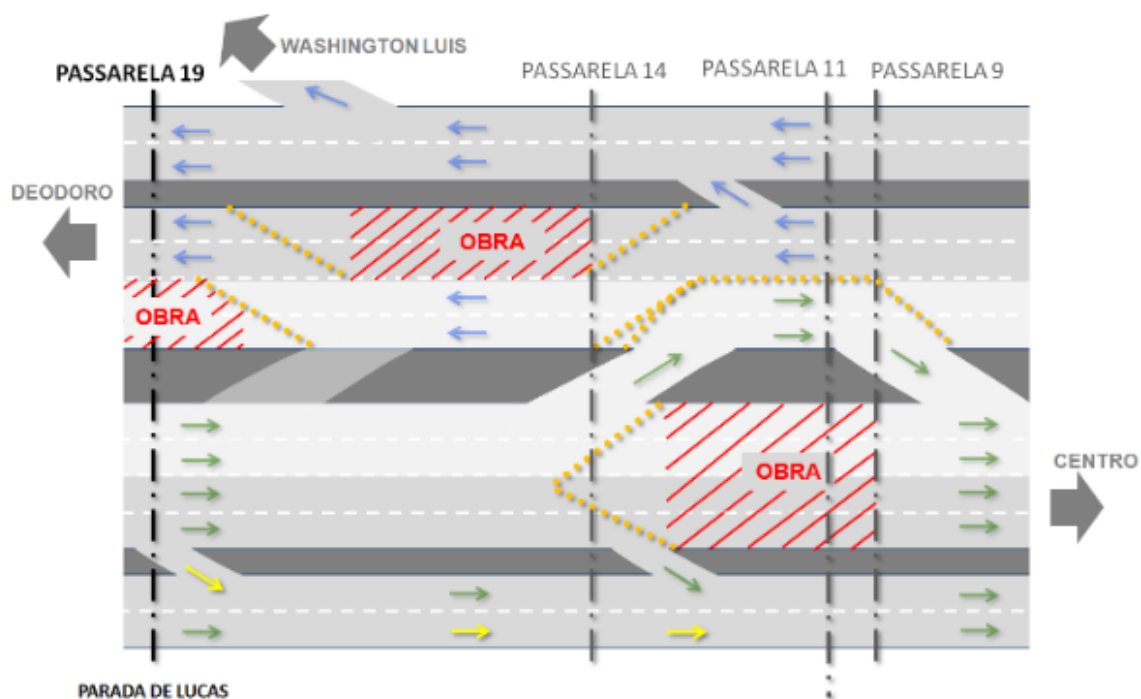 WASHINGTON LUIS
PASSARELA 19
PASSARELA 14
PASSARELA 11
PASSARELA 9
DEODORO
OBRA
OBRA
OBRA
CENTRO
PARADA DE LUCAS